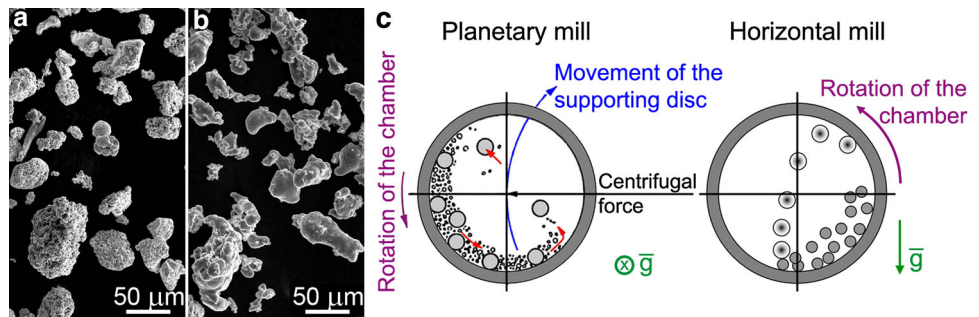 a
50 µm
b
50 µm
c
Planetary mill
Horizontal mill
Rotation of the chamber
Movement of the
supporting disc
Centrifugal
force
⊗ g̅
Rotation of the
chamber
g̅